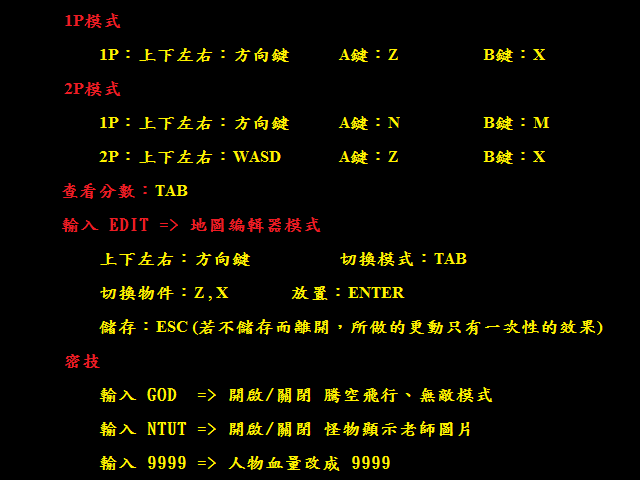 1P模式
1P：上下左右：方向鍵 A鍵：Z B鍵：X
2P模式
1P：上下左右：方向鍵 A鍵：N B鍵：M
2P：上下左右：WASD A鍵：Z B鍵：X
查看分數：TAB
輸入 EDIT => 地圖編輯器模式
上下左右：方向鍵 切換模式：TAB
切換物件：Z,X 放置：ENTER
儲存：ESC (若不儲存而離開，所做的更動只有一次性的效果)
密技
輸入 GOD => 開啟/關閉 騰空飛行、無敵模式
輸入 NTUT => 開啟/關閉 怪物顯示老師圖片
輸入 9999 => 人物血量改成 9999